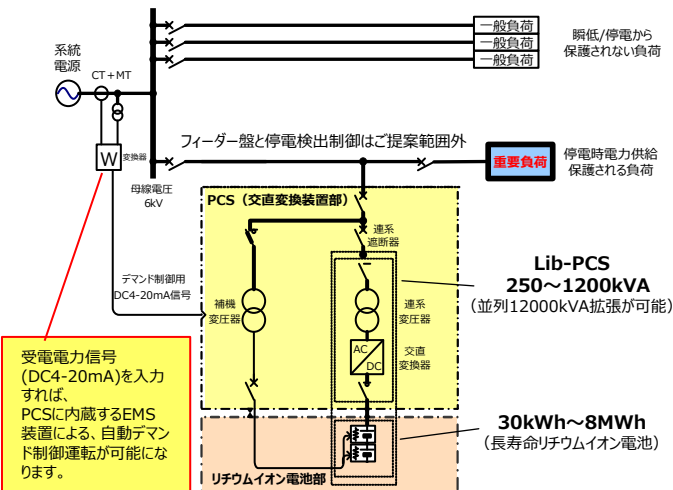 一般負荷
一般負荷
一般負荷
瞬低/停電から
保護されない負荷
系統
電源
CT+MT
W
変換器
母線電圧
6kV
フィーダー盤と停電検出制御はご提案範囲外
重要負荷
停電時電力供給
保護される負荷
PCS(交直変換装置部)
連系
遮断器
デマンド制御用
DC4-20mA信号
補機
変圧器
連系
変圧器
AC
DC
交直
変換器
Lib-PCS
250~1200kVA
(並列12000kVA拡張が可能)
受電電力信号
(DC4-20mA)を入力
すれば、
PCSに内蔵するEMS
装置による、自動デマン
ド制御運転が可能にな
ります。
30kWh~8MWh
(長寿命リチウムイオン電池)
リチウムイオン電池部